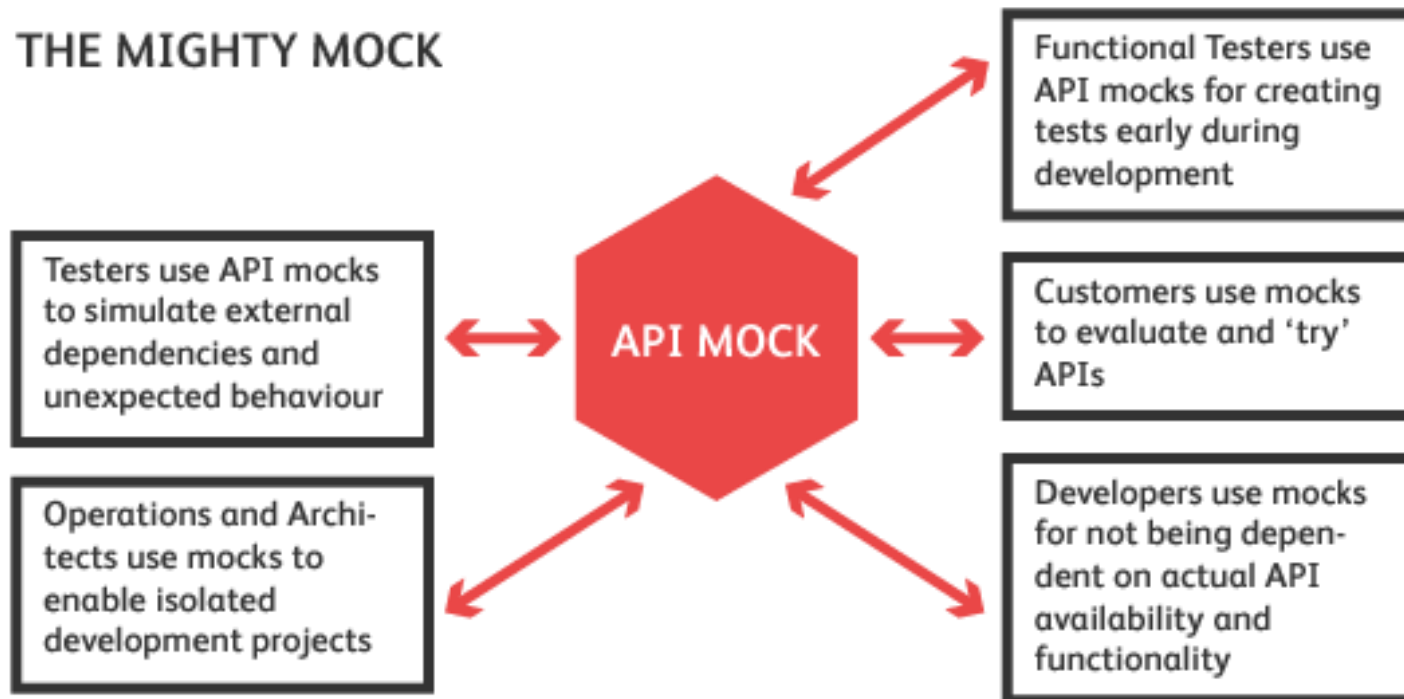 THE MIGHTY MOCK
Testers use API mocks
to simulate external
dependencies and
unexpected behaviour
Operations and Archi-
tects use mocks to
enable isolated
development projects
API MOCK
Functional Testers use
API mocks for creating
tests early during
development
Customers use mocks
to evaluate and ‘try’
APIs
Developers use mocks
for not being depen-
dent on actual API
availability and
functionality